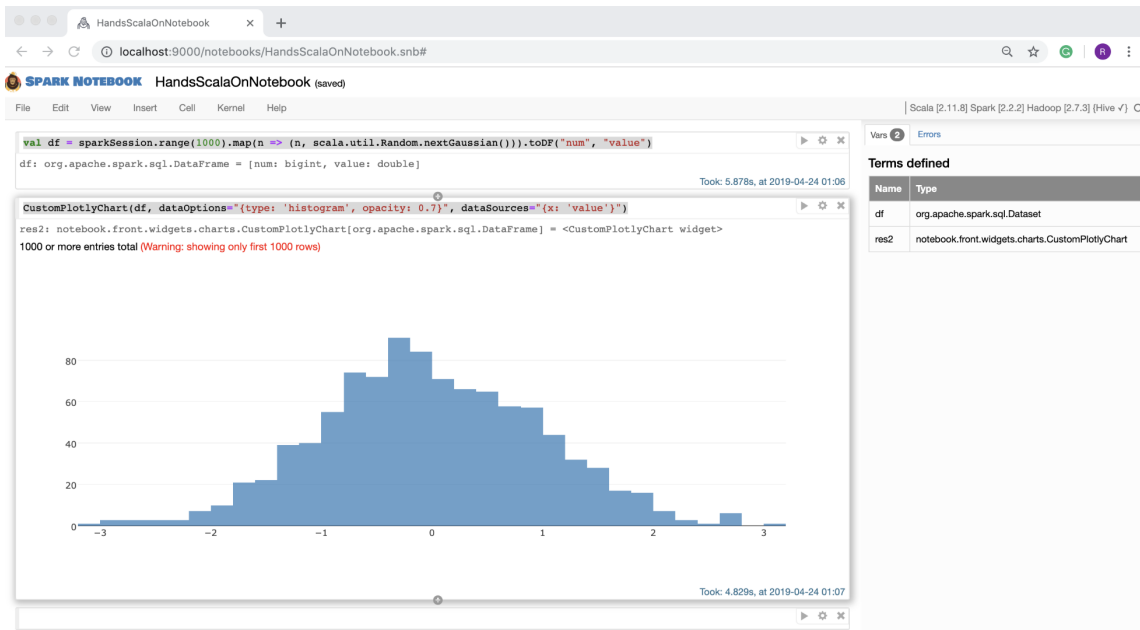 HandsScalaOnNotebook × +
localhost:9000/notebooks/HandsScalaOnNotebook.snb#
G
R
SPARK NOTEBOOK HandsScalaOnNotebook (saved)
File Edit View Insert Cell Kernel Help
Scala [2.11.8] Spark [2.2.2] Hadoop [2.7.3] {Hive ✓}
val df = sparkSession.range(1000).map(n => (n, scala.util.Random.nextGaussian())).toDF("num", "value")
df: org.apache.spark.sql.DataFrame = [num: bigint, value: double]
Took: 5.878s, at 2019-04-24 01:06
CustomPlotlyChart(df, dataOptions="{type: 'histogram', opacity: 0.7}", dataSources="{x: 'value'}")
res2: notebook.front.widgets.charts.CustomPlotlyChart[org.apache.spark.sql.DataFrame] = <CustomPlotlyChart widget>
1000 or more entries total (Warning: showing only first 1000 rows)
80
60
40
20
0
−3 −2 −1 0 1 2 3
Took: 4.829s, at 2019-04-24 01:07
Vars 2 Errors
Terms defined
Name Type
df org.apache.spark.sql.Dataset
res2 notebook.front.widgets.charts.CustomPlotlyChart